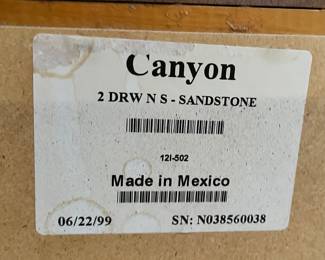 Canyon
2 DRW N S - SANDSTONE
12I-502
Made in Mexico
06/22/99 SN: N038560038